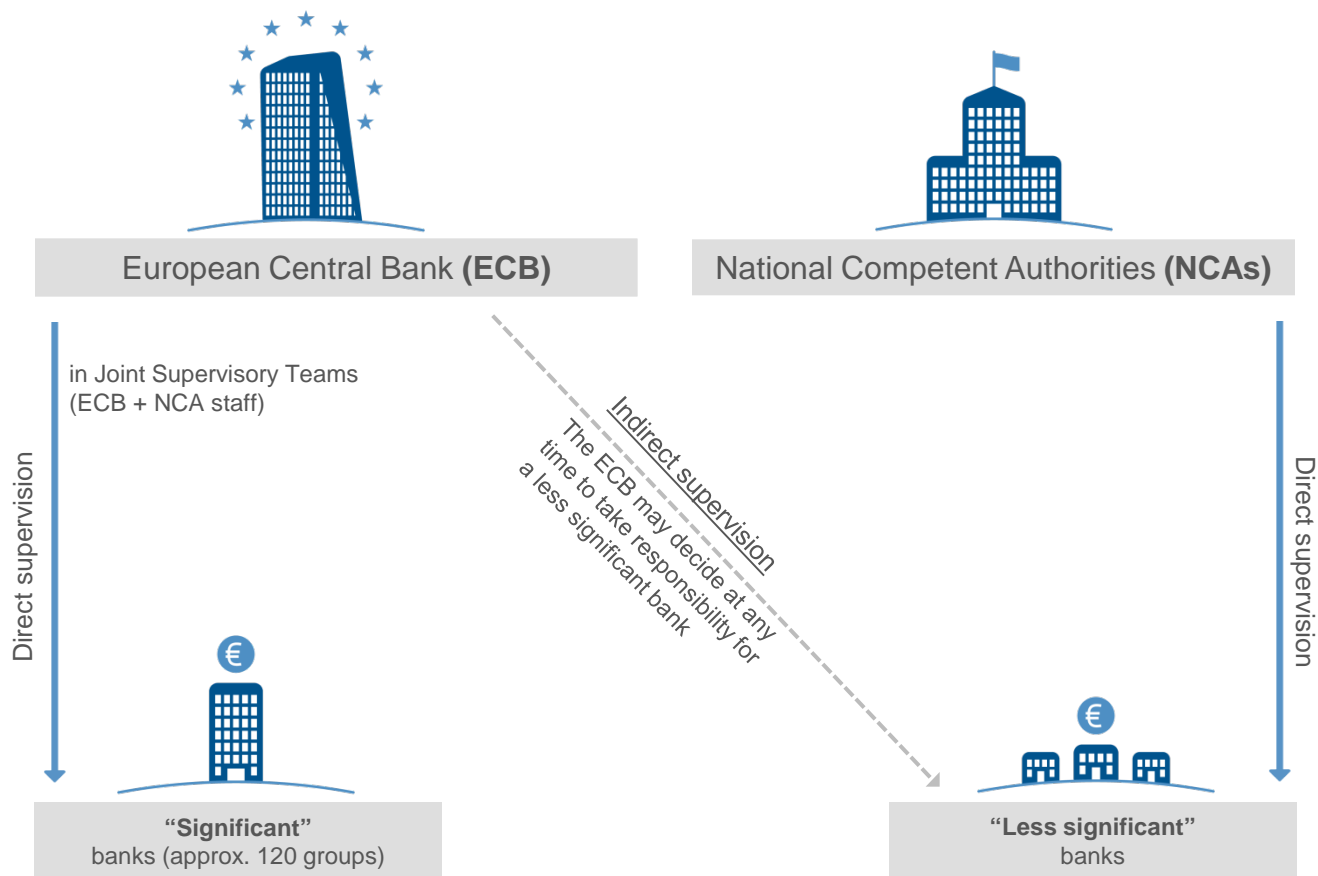 European Central Bank (ECB)
National Competent Authorities (NCAs)
in Joint Supervisory Teams
(ECB + NCA staff)
Direct supervision
Indirect supervision
The ECB may decide at any
time to take responsibility for
a less significant bank
Direct supervision
€
€
“Significant”
banks (approx. 120 groups)
“Less significant”
banks